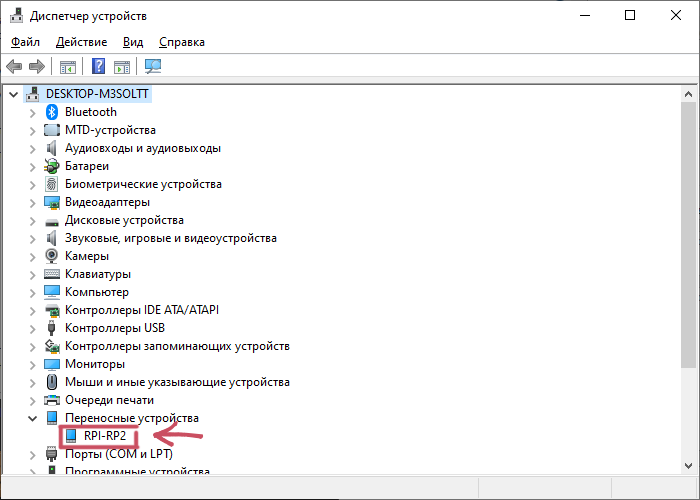 Диспетчер устройств
Файл Действие Вид Справка
DESKTOP-M3SOLTT
Bluetooth
MTD-устройства
Аудиовходы и аудиовыходы
Батареи
Биометрические устройства
Видеоадаптеры
Дисковые устройства
Звуковые, игровые и видеоустройства
Камеры
Клавиатуры
Компьютер
Контроллеры IDE ATA/ATAPI
Контроллеры USB
Контроллеры запоминающих устройств
Мониторы
Мыши и иные указывающие устройства
Очереди печати
Переносные устройства
RPI-RP2
Порты (COM и LPT)
Программные устройства